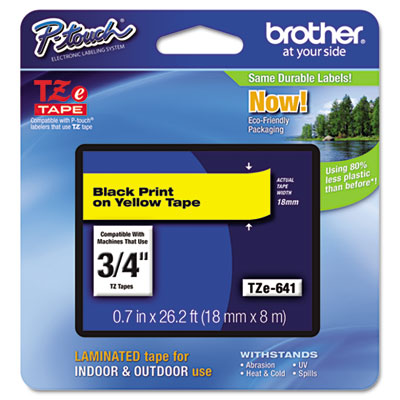 P-touch
ELECTRONIC LABELING SYSTEM
brother
at your side
TZe
TAPE
Compatible with P-touch®
labelers that use TZ tape
Same Durable Labels!
Now!
Eco-Friendly
Packaging
Using 80%
less plastic
than before*!
Black Print
on Yellow Tape
ACTUAL
TAPE
WIDTH
18mm
Compatible With
Machines That Use
3/4"
TZ Tapes
TZe-641
0.7 in x 26.2 ft (18 mm x 8 m)
LAMINATED tape for
INDOOR & OUTDOOR use
WITHSTANDS
• Abrasion • UV
• Heat & Cold • Spills